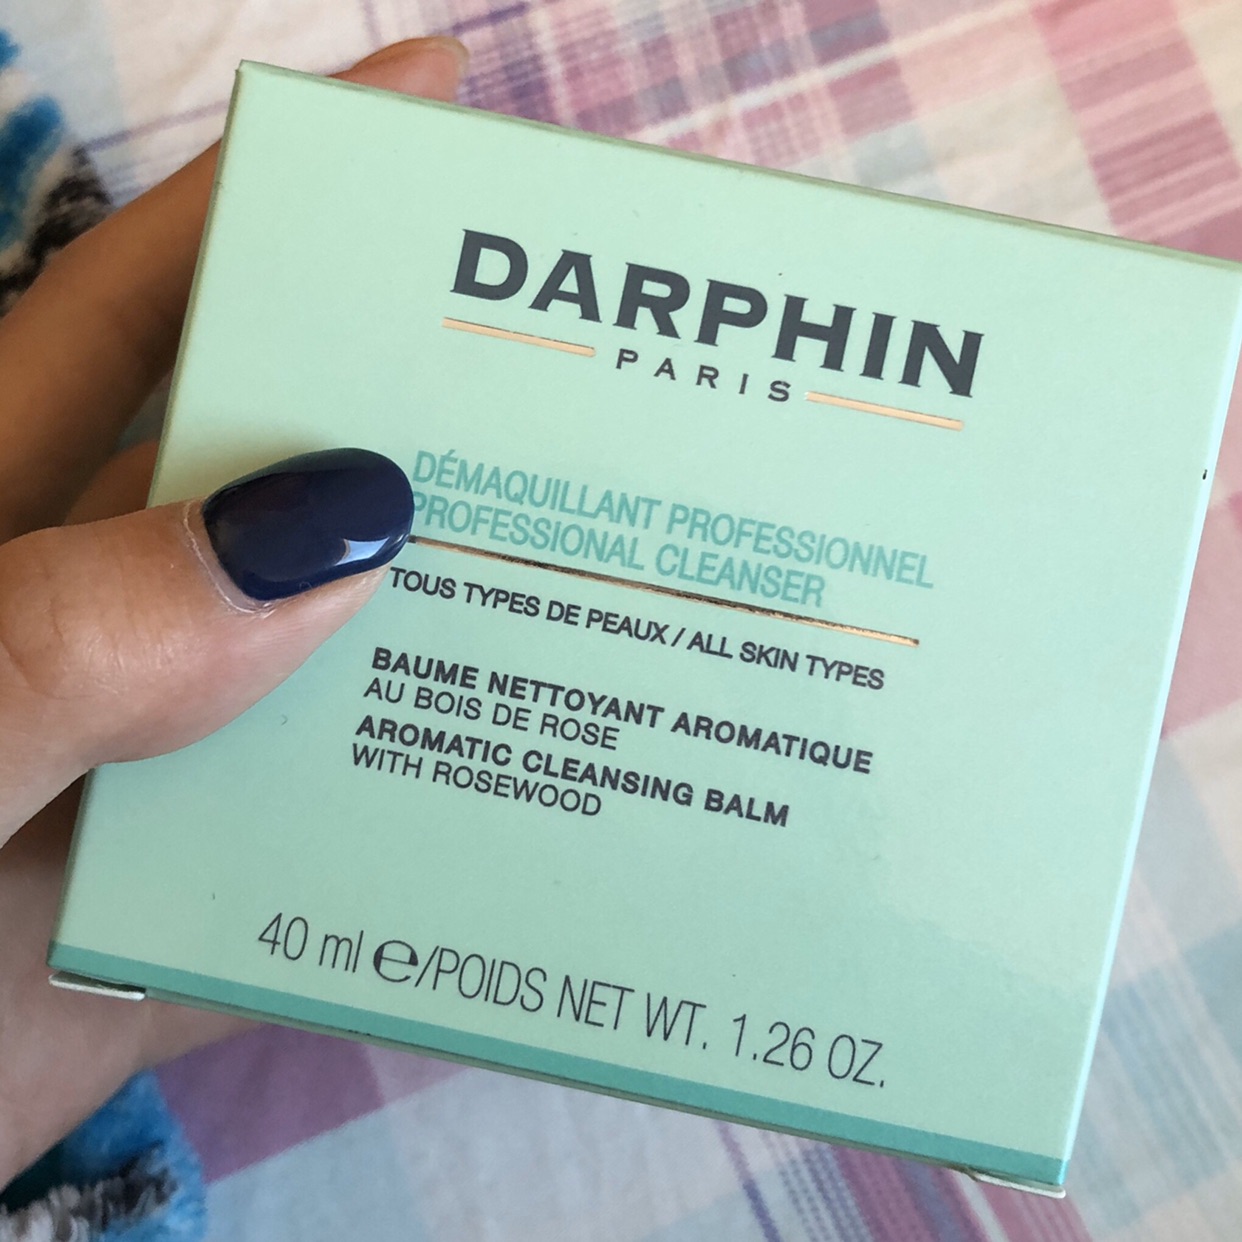 DARPHIN
PARIS
DÉMAQUILLANT PROFESSIONNEL
PROFESSIONAL CLEANSER
TOUS TYPES DE PEAUX / ALL SKIN TYPES
BAUME NETTOYANT AROMATIQUE
AU BOIS DE ROSE
AROMATIC CLEANSING BALM
WITH ROSEWOOD
40 ml e/POIDS NET WT. 1.26 OZ.